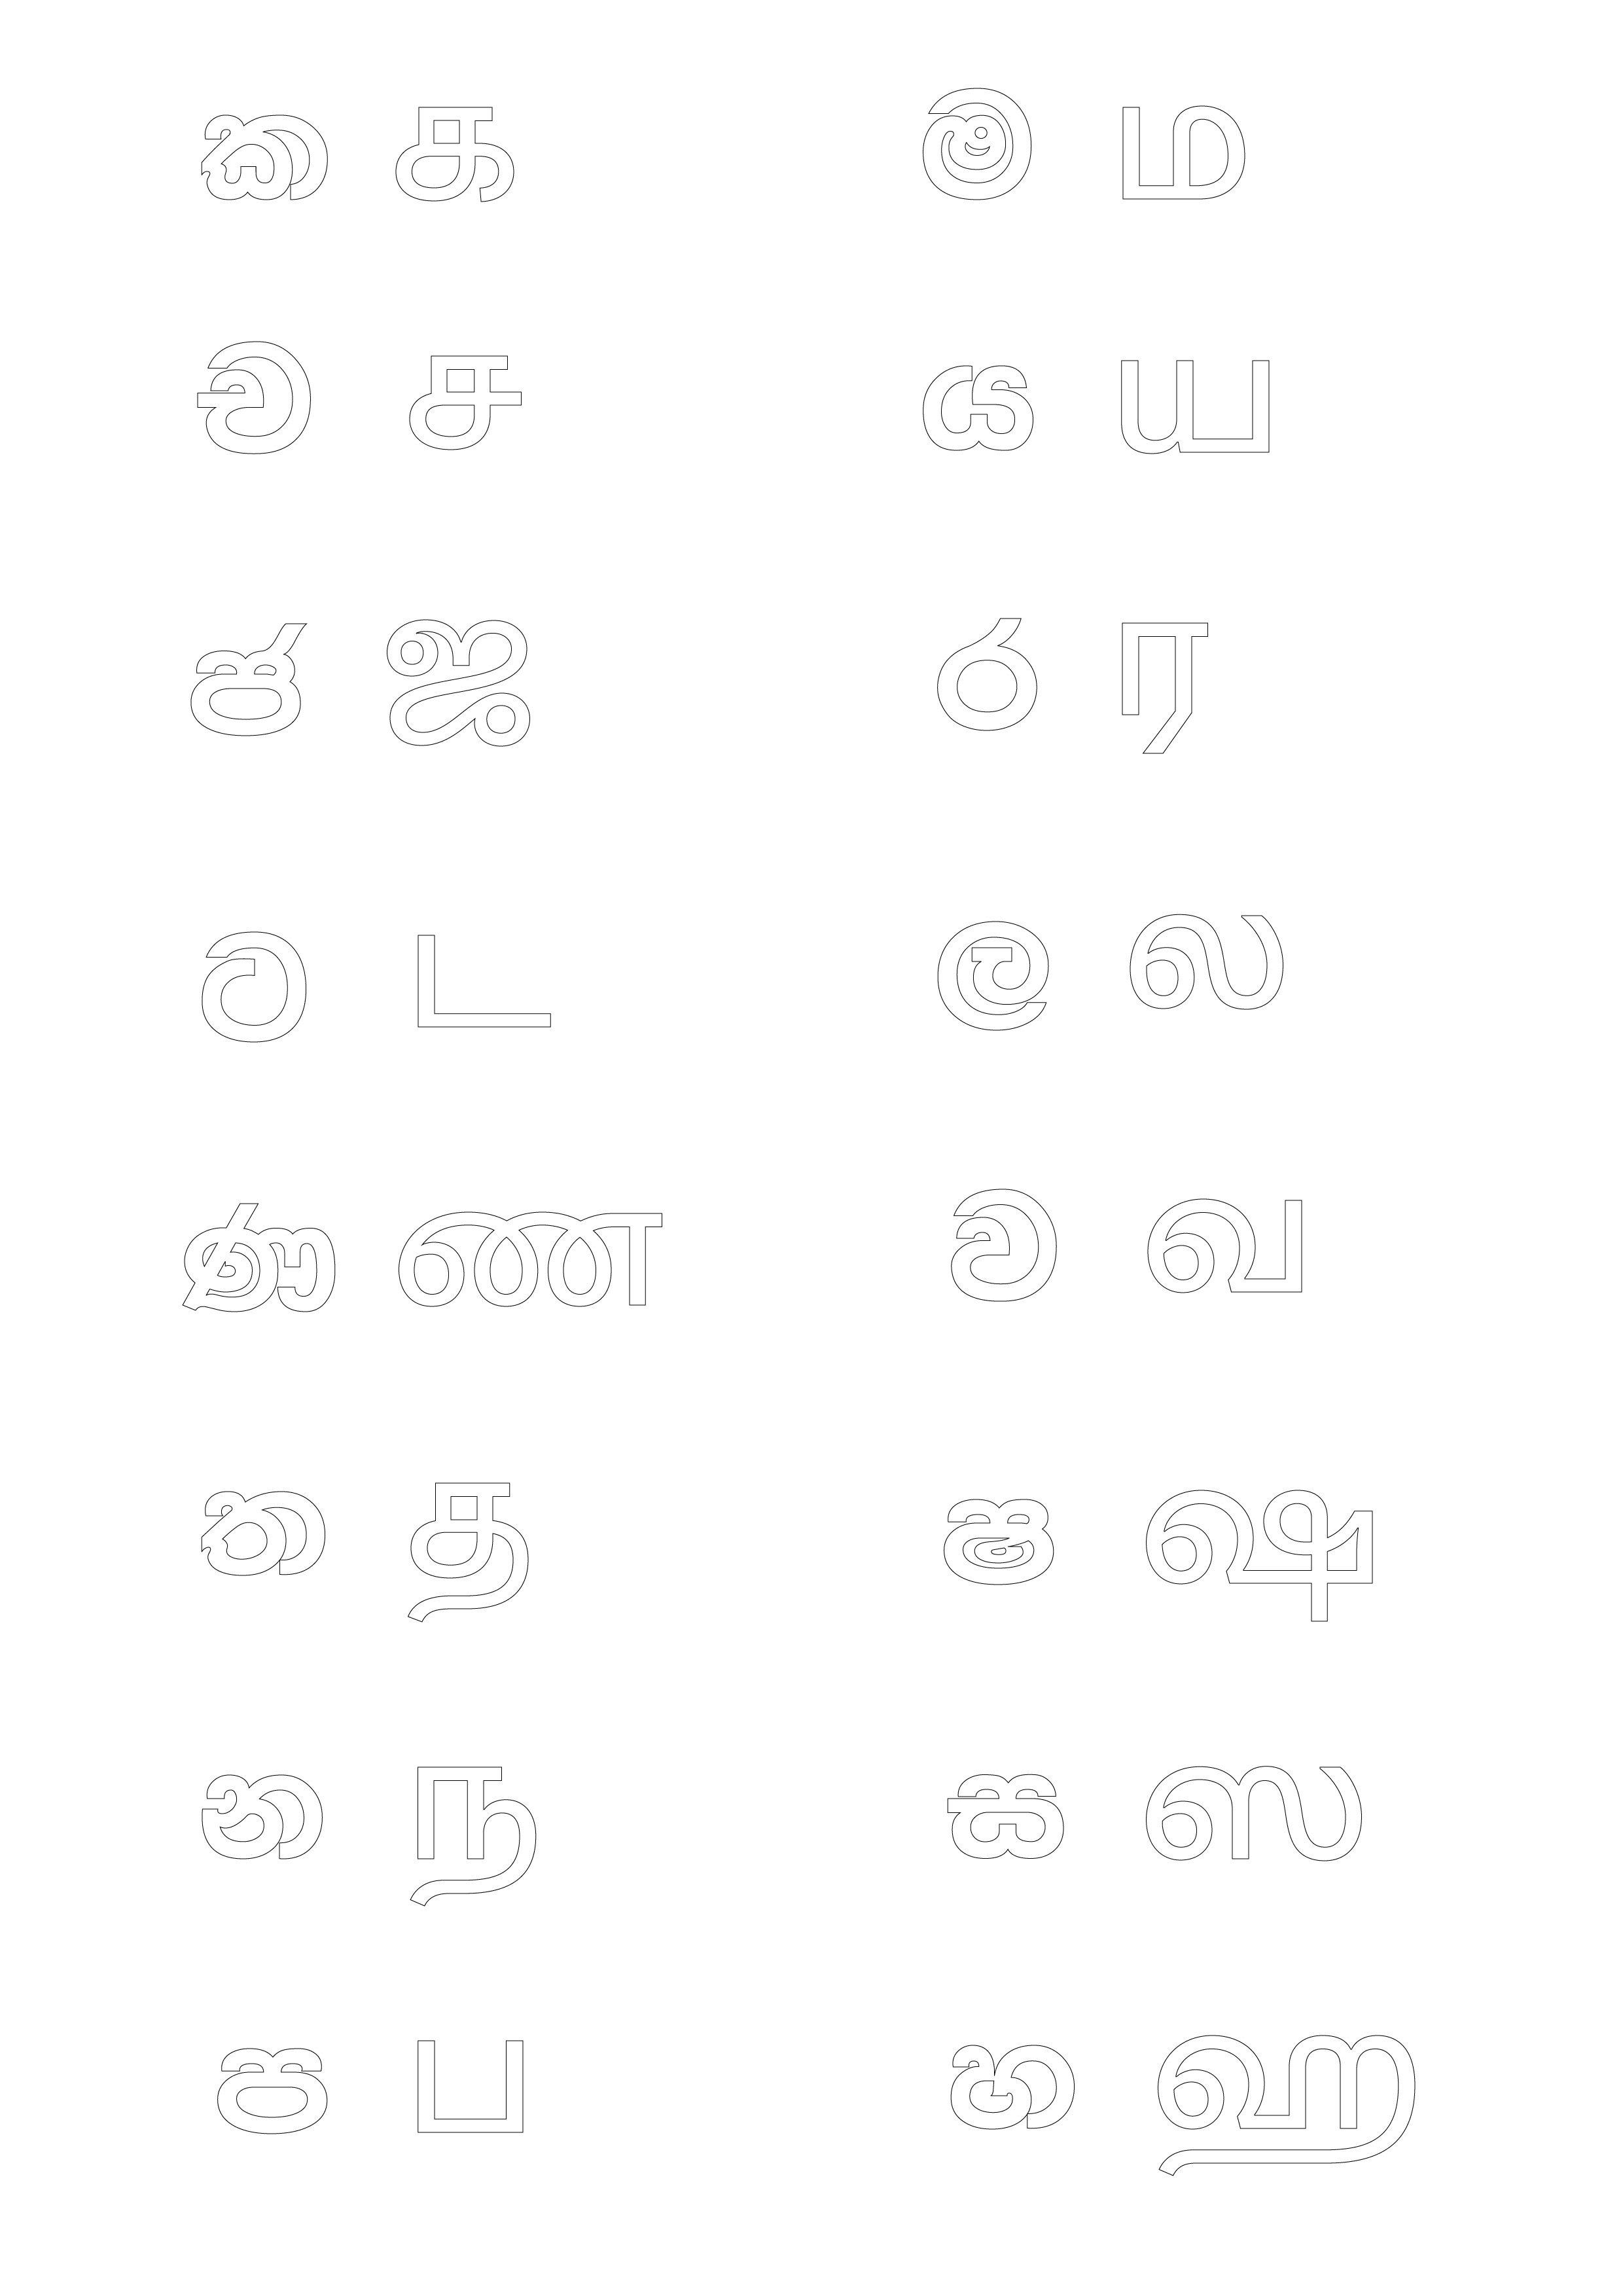 ක க ම ம
ච ச ය ய
ජ ஜ ර ர
ට ட ල ல
ණ ண ව வ
ත த ෂ ஷ
න ந ස ஸ
ප ப හ ஹ